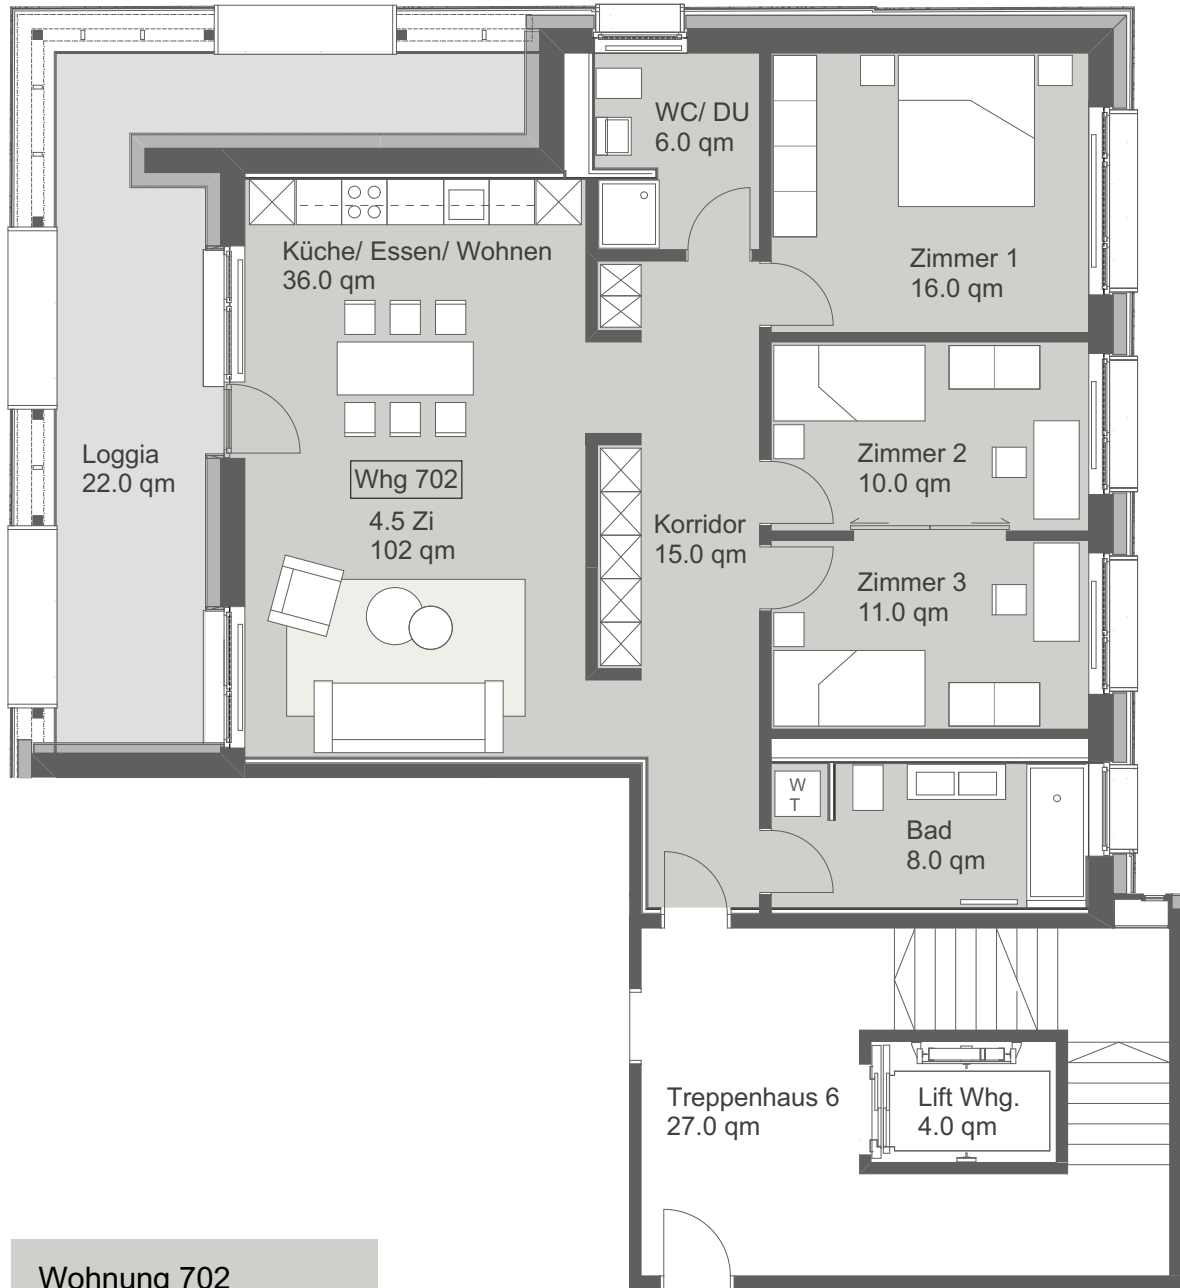 WC/ DU
6.0 qm
Küche/ Essen/ Wohnen
36.0 qm
Zimmer 1
16.0 qm
Loggia
22.0 qm
Whg 702
4.5 Zi
102 qm
Zimmer 2
10.0 qm
Korridor
15.0 qm
Zimmer 3
11.0 qm
W
T
Bad
8.0 qm
Treppenhaus 6
27.0 qm
Lift Whg.
4.0 qm
Wohnung 702